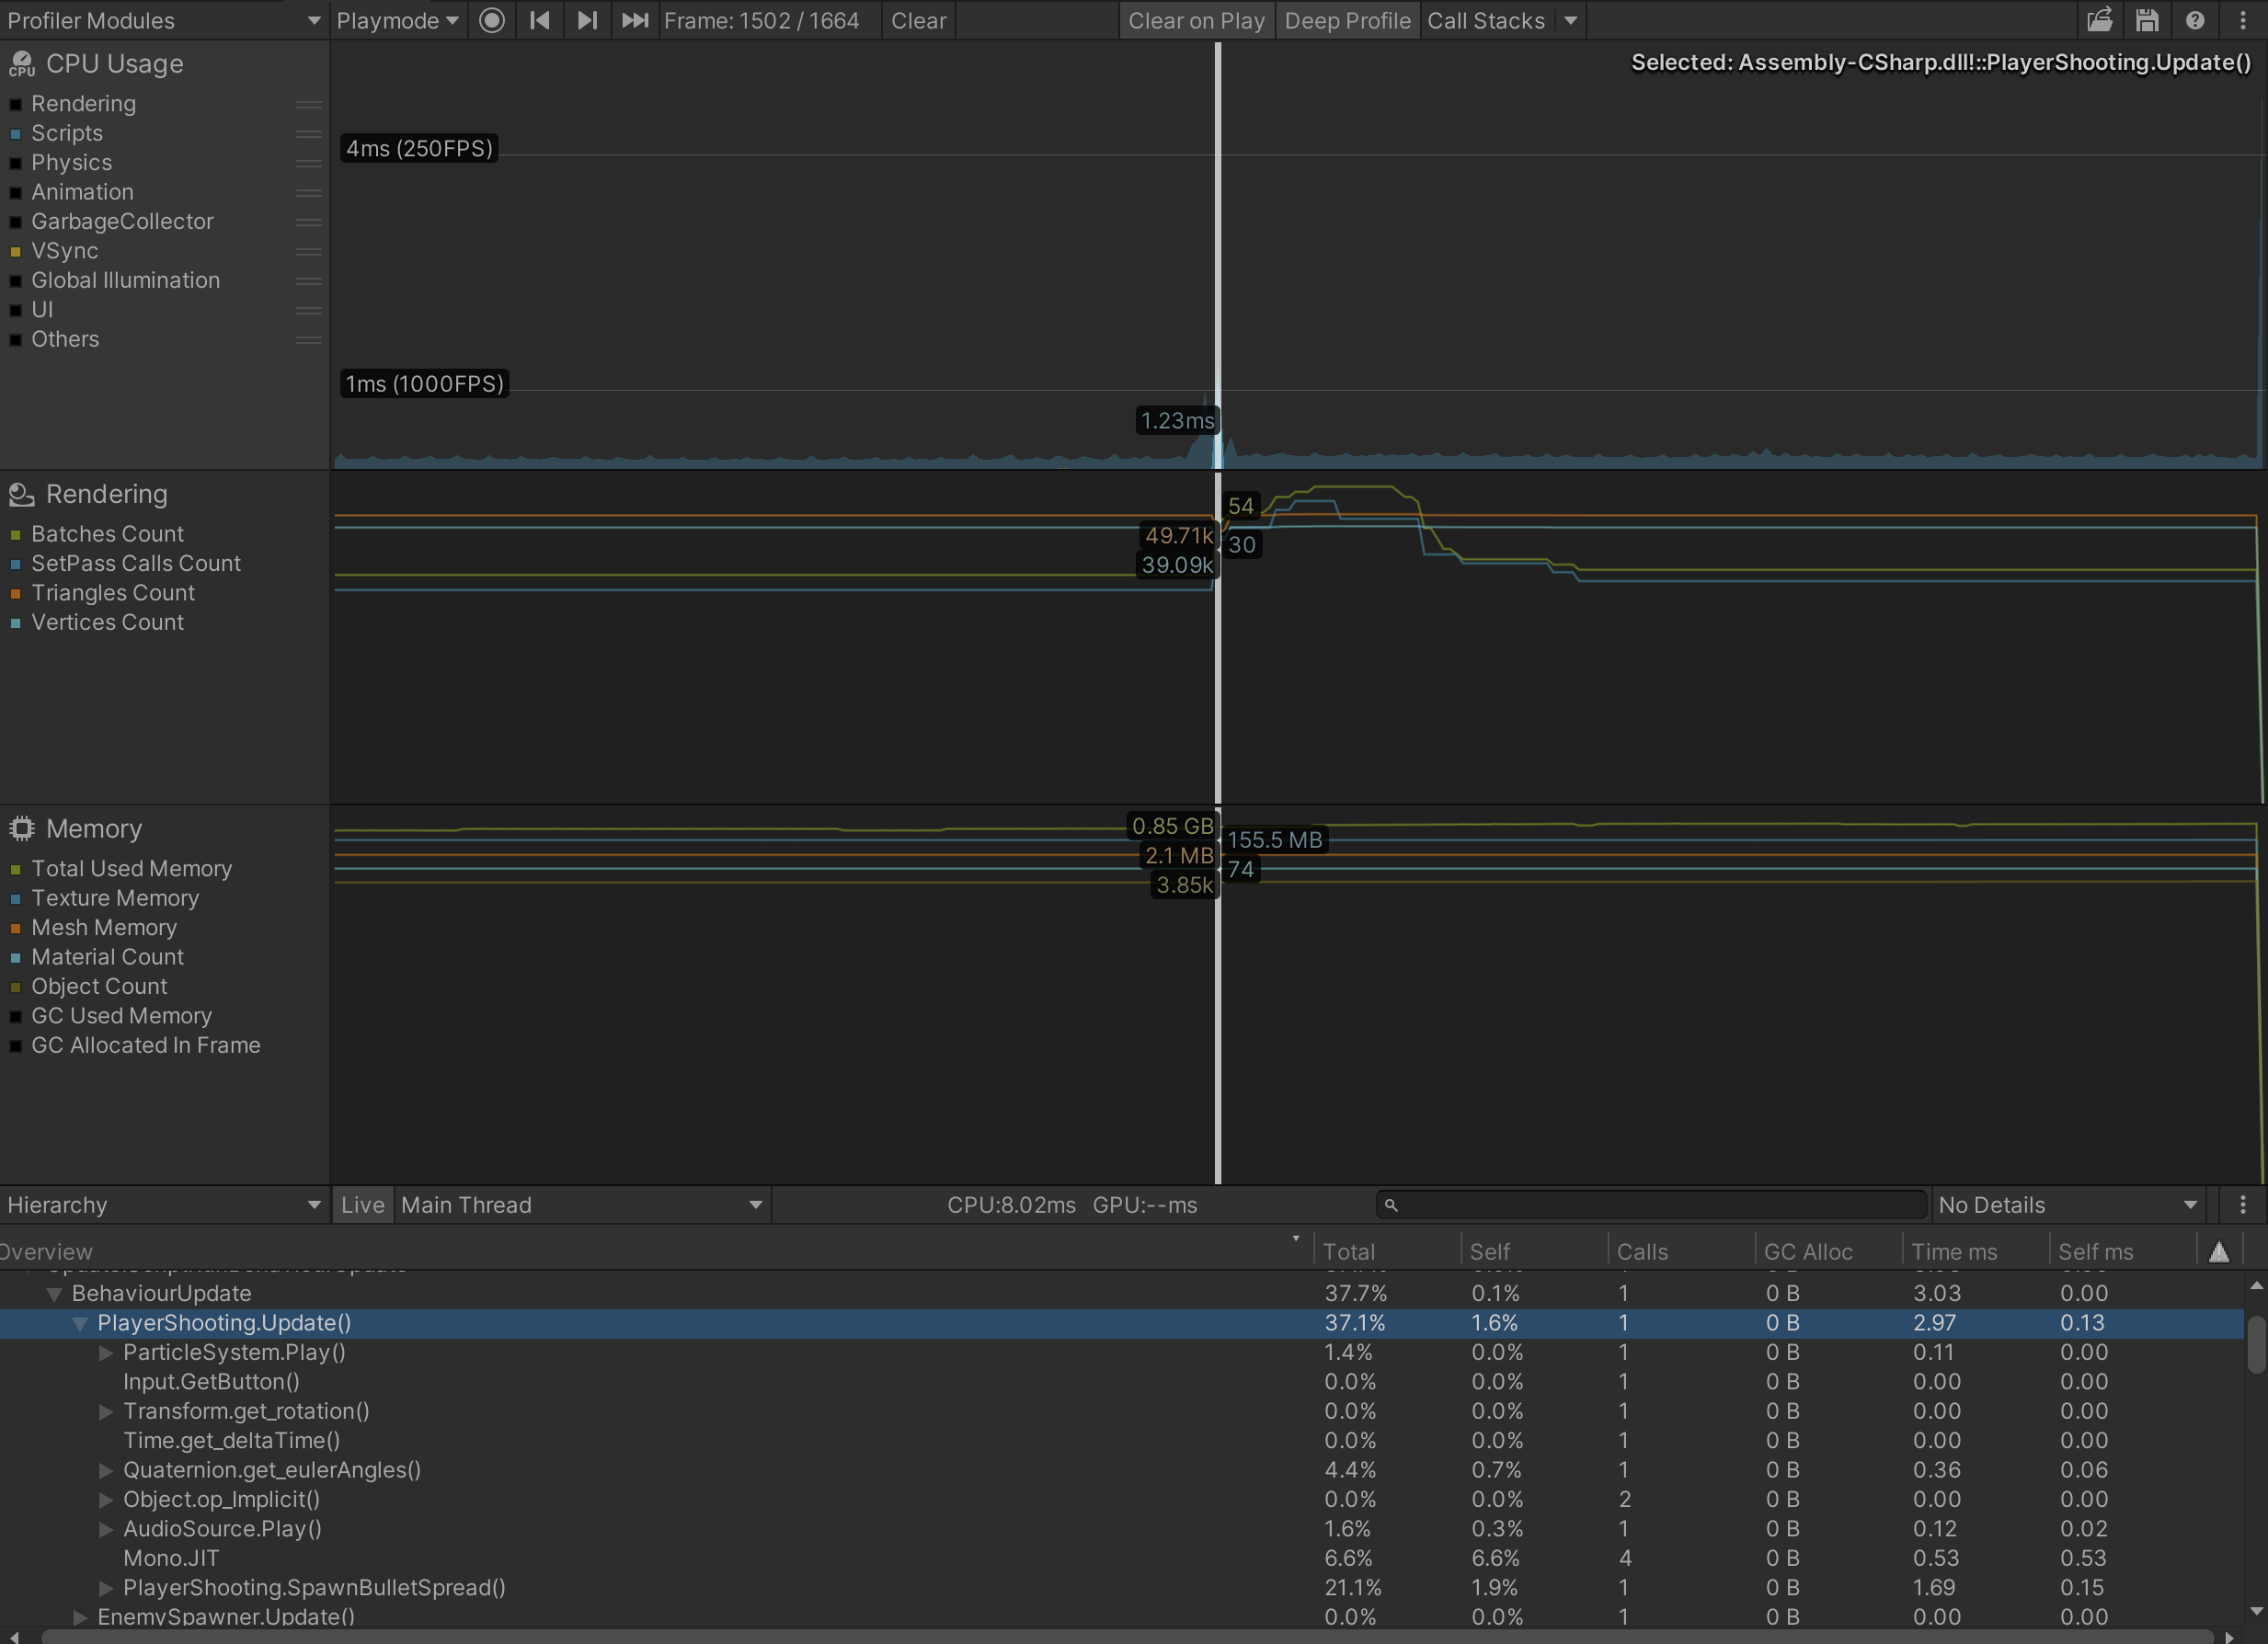 Profiler Modules Playmode Frame: 1502 / 1664 Clear Clear on Play Deep Profile Call Stacks
CPU Usage
Selected: Assembly-CSharp.dll!::PlayerShooting.Update()
Rendering
Scripts
Physics
Animation
GarbageCollector
VSync
Global Illumination
UI
Others
4ms (250FPS)
1ms (1000FPS)
1.23ms
Rendering
Batches Count
SetPass Calls Count
Triangles Count
Vertices Count
54
49.71k
30
39.09k
Memory
Total Used Memory
Texture Memory
Mesh Memory
Material Count
Object Count
GC Used Memory
GC Allocated In Frame
0.85 GB
155.5 MB
2.1 MB
74
3.85k
Hierarchy Live Main Thread CPU:8.02ms GPU:--ms No Details
Overview Total Self Calls GC Alloc Time ms Self ms
BehaviourUpdate 37.7% 0.1% 1 0 B 3.03 0.00
PlayerShooting.Update() 37.1% 1.6% 1 0 B 2.97 0.13
ParticleSystem.Play() 1.4% 0.0% 1 0 B 0.11 0.00
Input.GetButton() 0.0% 0.0% 1 0 B 0.00 0.00
Transform.get_rotation() 0.0% 0.0% 1 0 B 0.00 0.00
Time.get_deltaTime() 0.0% 0.0% 1 0 B 0.00 0.00
Quaternion.get_eulerAngles() 4.4% 0.7% 1 0 B 0.36 0.06
Object.op_Implicit() 0.0% 0.0% 2 0 B 0.00 0.00
AudioSource.Play() 1.6% 0.3% 1 0 B 0.12 0.02
Mono.JIT 6.6% 6.6% 4 0 B 0.53 0.53
PlayerShooting.SpawnBulletSpread() 21.1% 1.9% 1 0 B 1.69 0.15
EnemySpawner.Update() 0.0% 0.0% 1 0 B 0.00 0.00